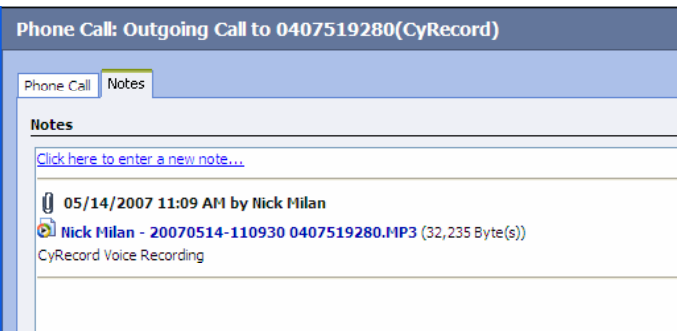 Phone Call: Outgoing Call to 0407519280(CyRecord)
Phone Call
Notes
Notes
Click here to enter a new note...
05/14/2007 11:09 AM by Nick Milan
Nick Milan - 20070514-110930 0407519280.MP3 (32,235 Byte(s))
CyRecord Voice Recording